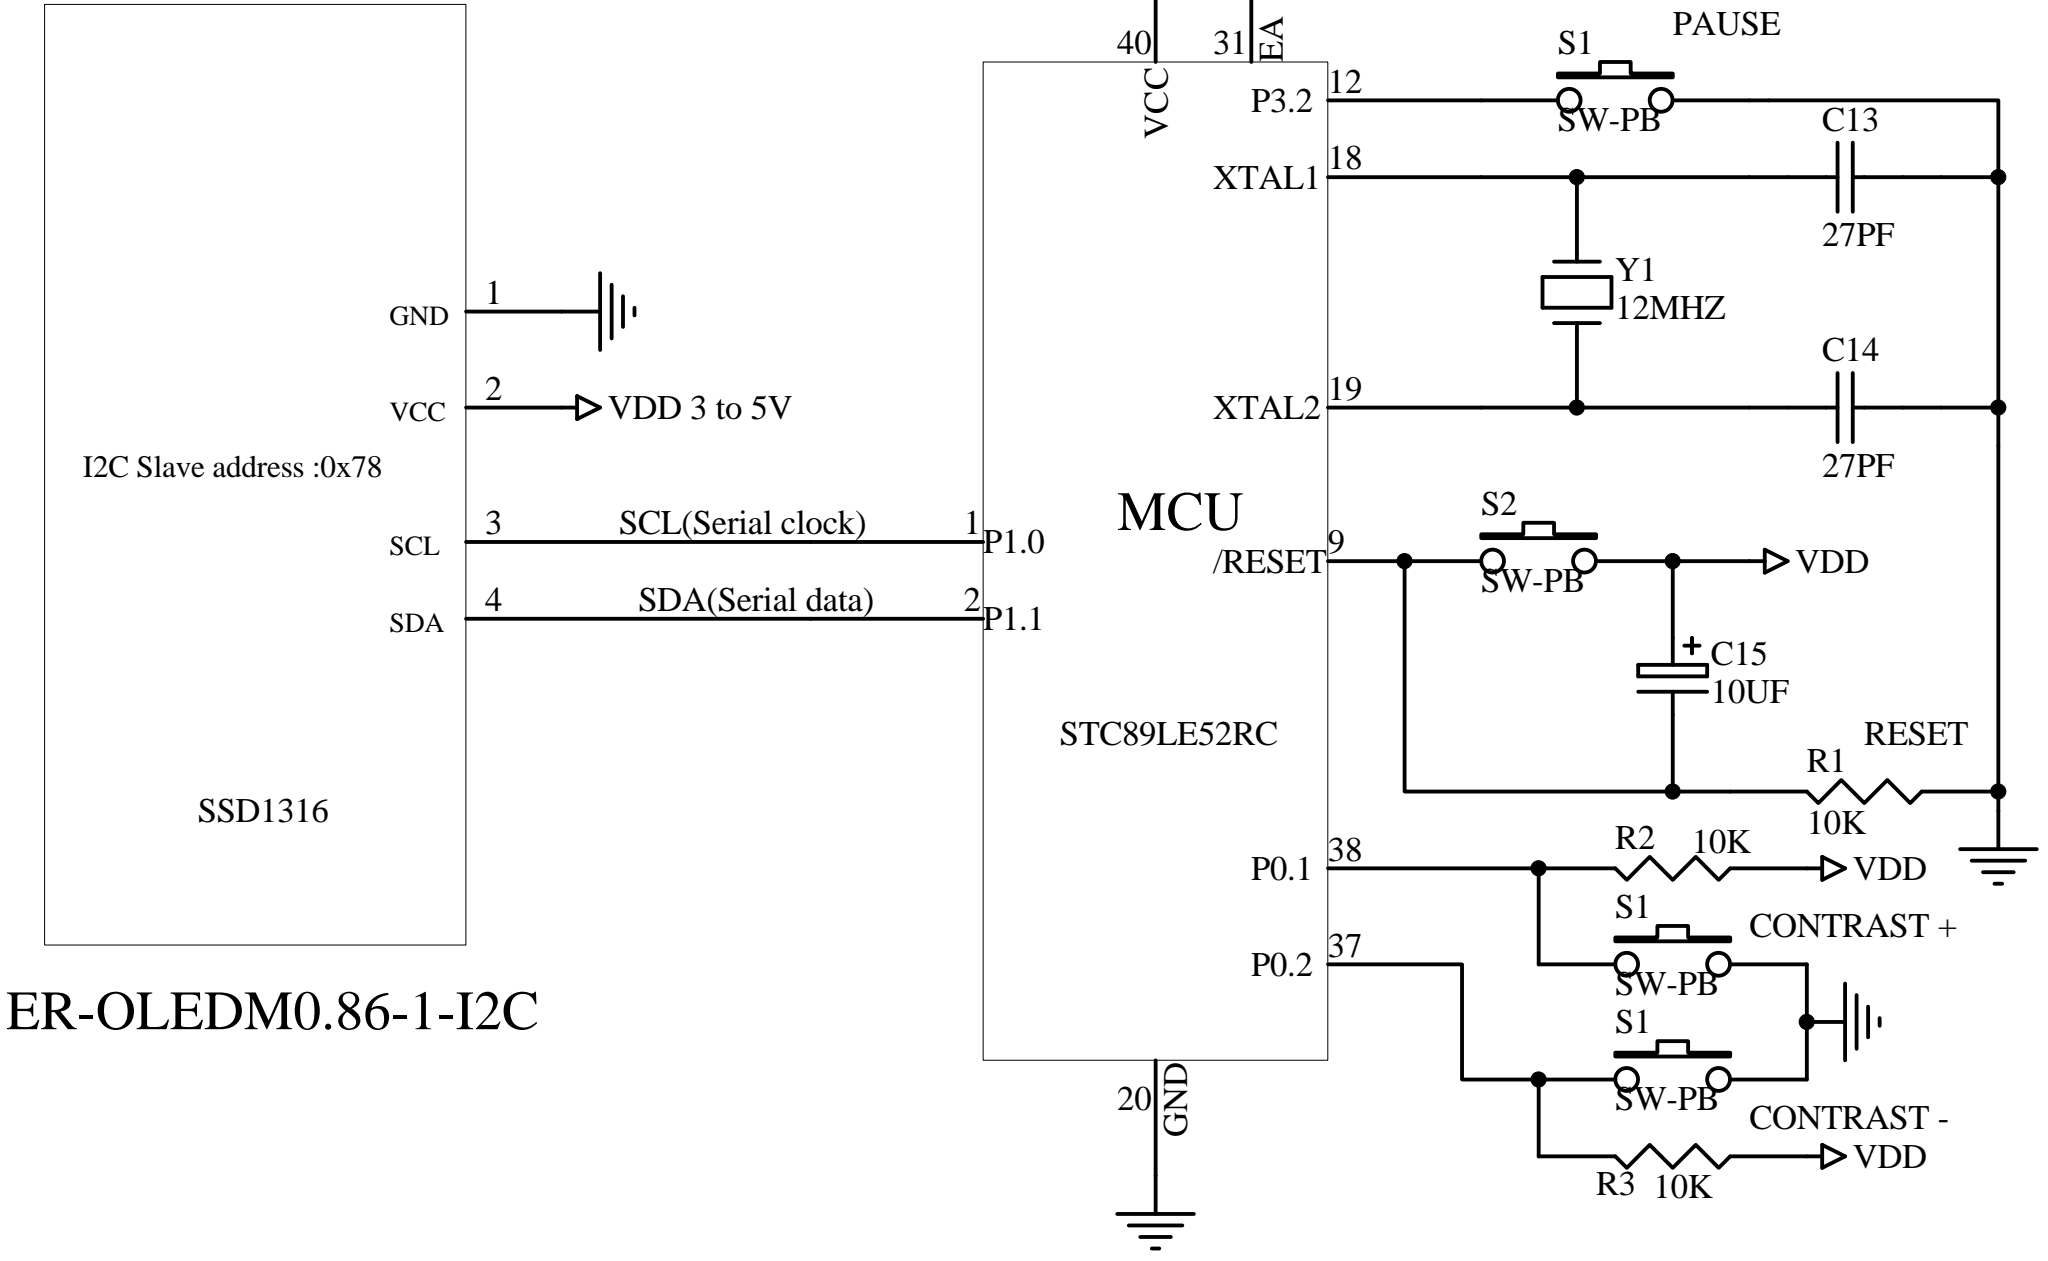 PAUSE
40
31
EA
S1
VCC
P3.2
12
SW-PB
C13
XTAL1
18
27PF
GND
1
Y1
12MHZ
VCC
2
VDD 3 to 5V
XTAL2
19
C14
27PF
I2C Slave address :0x78
MCU
S2
SCL
3
SCL(Serial clock)
1
P1.0
/RESET
9
SW-PB
VDD
SDA
4
SDA(Serial data)
2
P1.1
+
C15
10UF
STC89LE52RC
RESET
R1
10K
SSD1316
P0.1
38
R2
10K
VDD
S1
CONTRAST +
SW-PB
P0.2
37
ER-OLEDM0.86-1-I2C
S1
SW-PB
CONTRAST -
20
GND
VDD
R3
10K